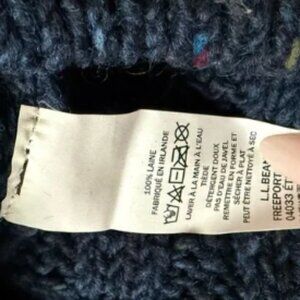 100% LAINE
FABRIQUÉ EN IRLANDE
LAVER À LA MAIN À L'EAU
TIÈDE
DÉTERGENT DOUX
PAS D'EAU DE JAVEL
REMETTRE EN FORME ET
SÉCHER À PLAT
PEUT ÊTRE NETTOYÉ À SEC
L.L.BEAN
FREEPORT
04033 ÉT